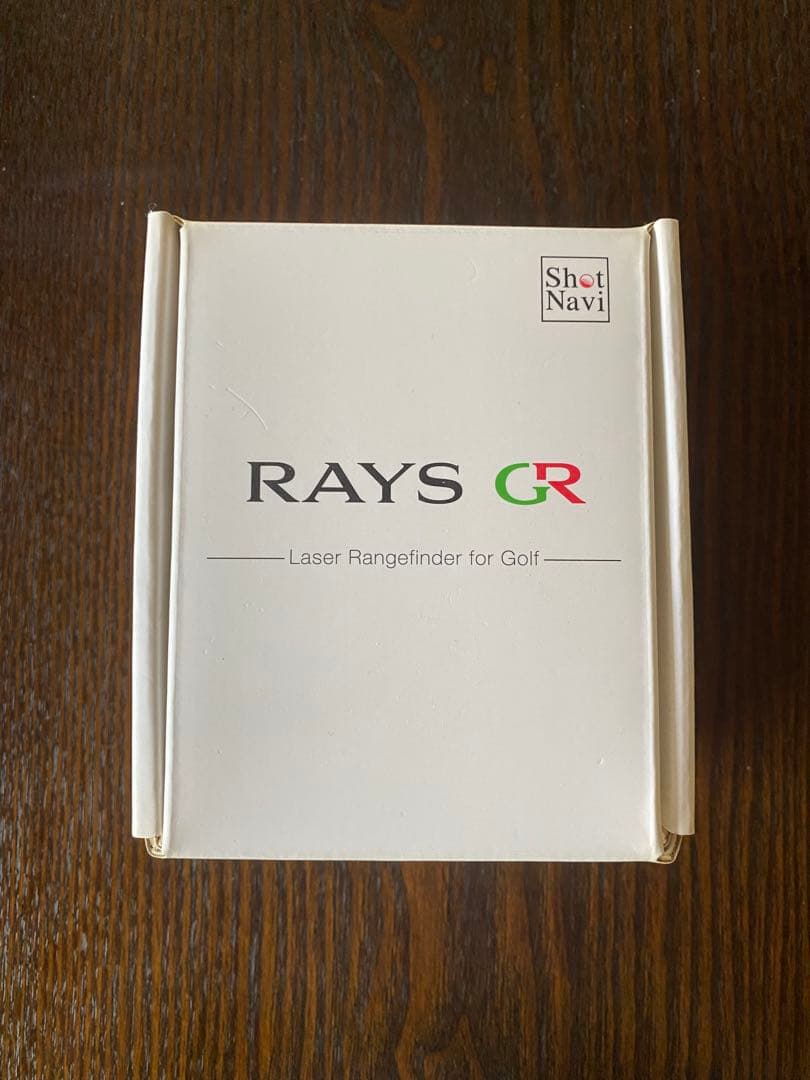 Shot
Navi
RAYS GR
Laser Rangefinder for Golf